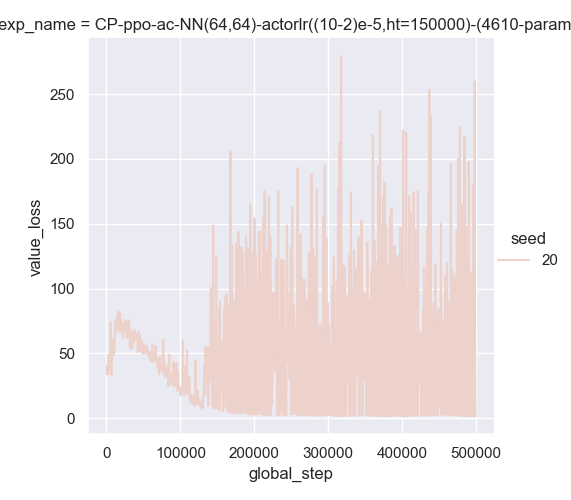 exp_name = CP-ppo-ac-NN(64,64)-actorlr((10-2)e-5,ht=150000)-(4610-param
250
200
150
100
50
0
value_loss
0 100000 200000 300000 400000 500000
global_step
seed
20